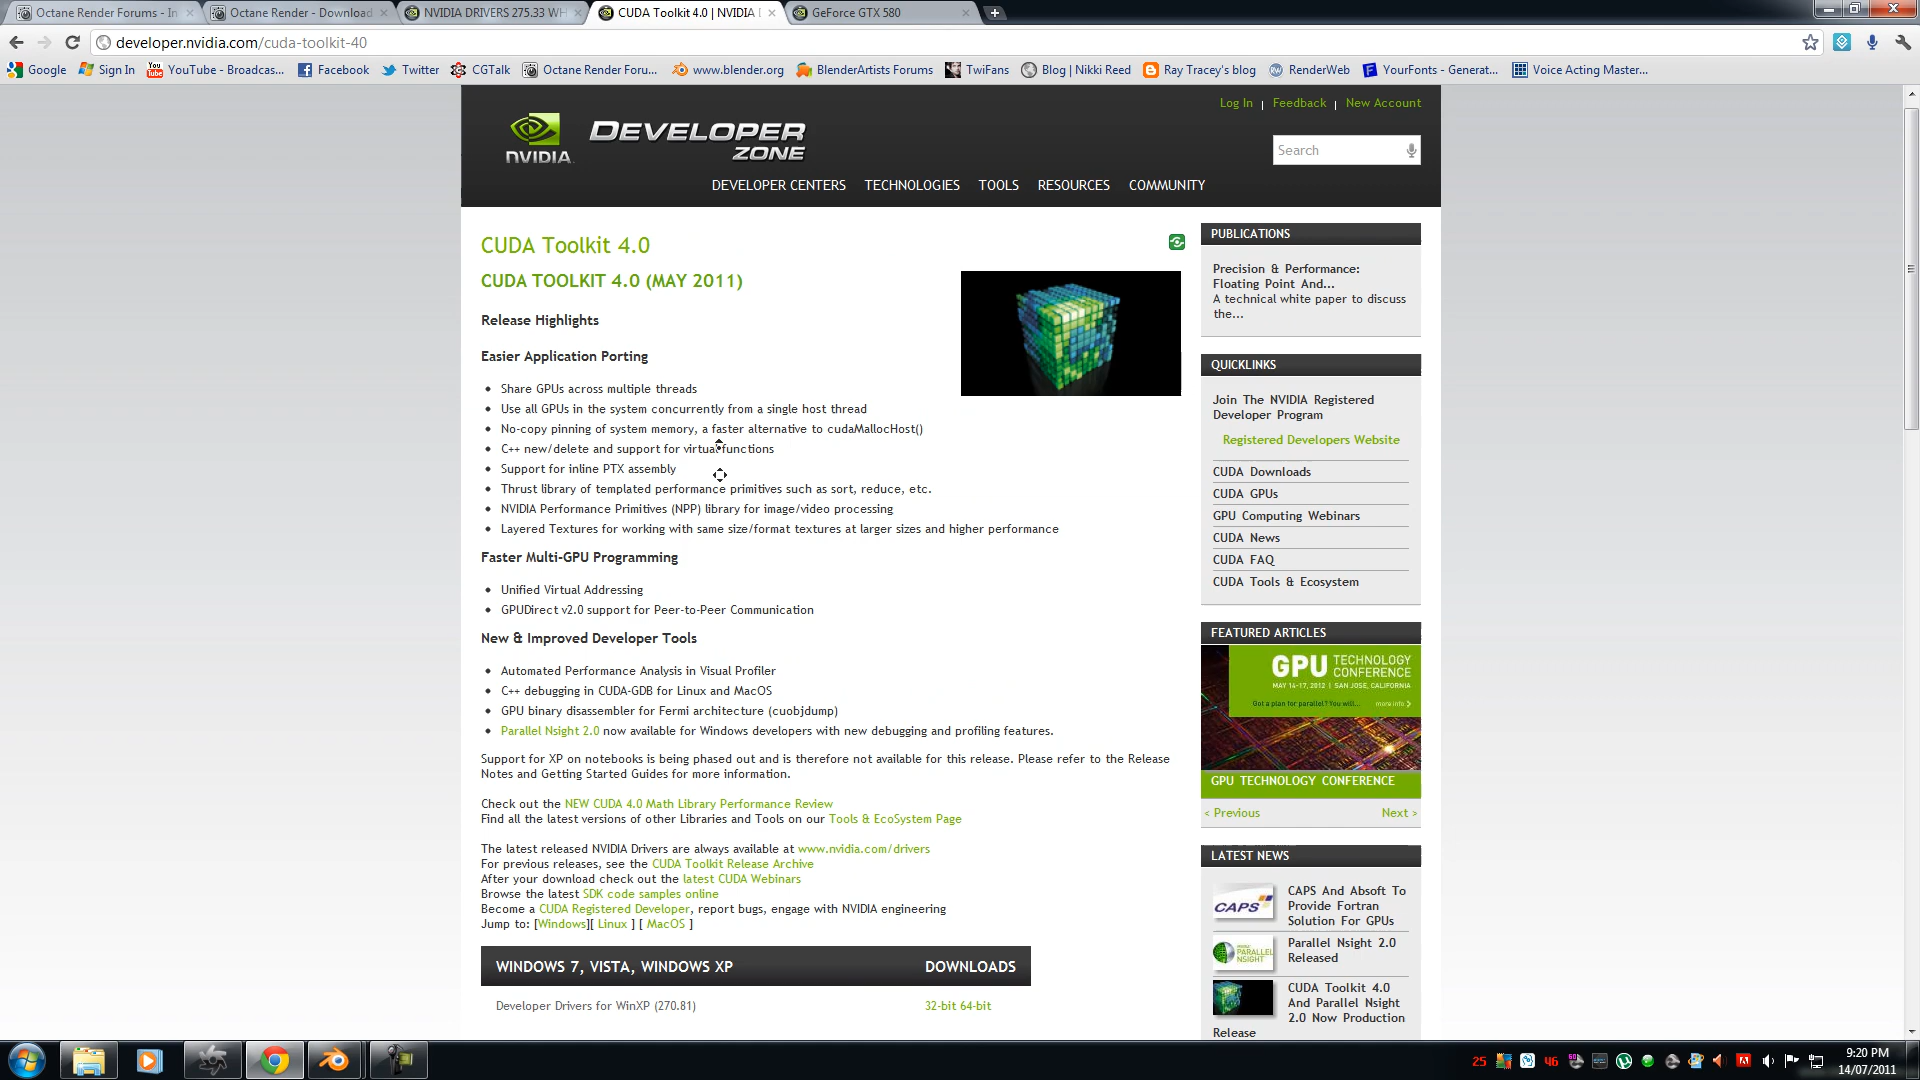 Octane Render Forums - In
Octane Render - Download
NVIDIA DRIVERS 275.33 WH
CUDA Toolkit 4.0 | NVIDIA D
GeForce GTX 580
developer.nvidia.com/cuda-toolkit-40
Google
Sign In
YouTube - Broadcas...
Facebook
Twitter
CGTalk
Octane Render Foru...
www.blender.org
BlenderArtists Forums
TwiFans
Blog | Nikki Reed
Ray Tracey's blog
RenderWeb
YourFonts - Generat...
Voice Acting Master...
Log In | Feedback | New Account
NVIDIA
DEVELOPER
ZONE
Search
DEVELOPER CENTERS TECHNOLOGIES TOOLS RESOURCES COMMUNITY
CUDA Toolkit 4.0
CUDA TOOLKIT 4.0 (MAY 2011)
Release Highlights
Easier Application Porting
Share GPUs across multiple threads
Use all GPUs in the system concurrently from a single host thread
No-copy pinning of system memory, a faster alternative to cudaMallocHost()
C++ new/delete and support for virtual functions
Support for inline PTX assembly
Thrust library of templated performance primitives such as sort, reduce, etc.
NVIDIA Performance Primitives (NPP) library for image/video processing
Layered Textures for working with same size/format textures at larger sizes and higher performance
Faster Multi-GPU Programming
Unified Virtual Addressing
GPUDirect v2.0 support for Peer-to-Peer Communication
New & Improved Developer Tools
Automated Performance Analysis in Visual Profiler
C++ debugging in CUDA-GDB for Linux and MacOS
GPU binary disassembler for Fermi architecture (cuobjdump)
Parallel Nsight 2.0 now available for Windows developers with new debugging and profiling features.
Support for XP on notebooks is being phased out and is therefore not available for this release. Please refer to the Release
Notes and Getting Started Guides for more information.
Check out the NEW CUDA 4.0 Math Library Performance Review
Find all the latest versions of other Libraries and Tools on our Tools & EcoSystem Page
The latest released NVIDIA Drivers are always available at www.nvidia.com/drivers
For previous releases, see the CUDA Toolkit Release Archive
After your download check out the latest CUDA Webinars
Browse the latest SDK code samples online
Become a CUDA Registered Developer, report bugs, engage with NVIDIA engineering
Jump to: [Windows][ Linux ] [ MacOS ]
WINDOWS 7, VISTA, WINDOWS XP DOWNLOADS
Developer Drivers for WinXP (270.81) 32-bit 64-bit
PUBLICATIONS
Precision & Performance:
Floating Point And...
A technical white paper to discuss
the...
QUICKLINKS
Join The NVIDIA Registered
Developer Program
Registered Developers Website
CUDA Downloads
CUDA GPUs
GPU Computing Webinars
CUDA News
CUDA FAQ
CUDA Tools & Ecosystem
FEATURED ARTICLES
GPU TECHNOLOGY
CONFERENCE
MAY 14-17, 2012 | SAN JOSE, CALIFORNIA
Got a plan for parallel? You will... more info >
GPU TECHNOLOGY CONFERENCE
< Previous Next >
LATEST NEWS
CAPS
CAPS And Absoft To
Provide Fortran
Solution For GPUs
PARALLEL
NSIGHT
Parallel Nsight 2.0
Released
CUDA Toolkit 4.0
And Parallel Nsight
2.0 Now Production
Release
25
46
9:20 PM
14/07/2011